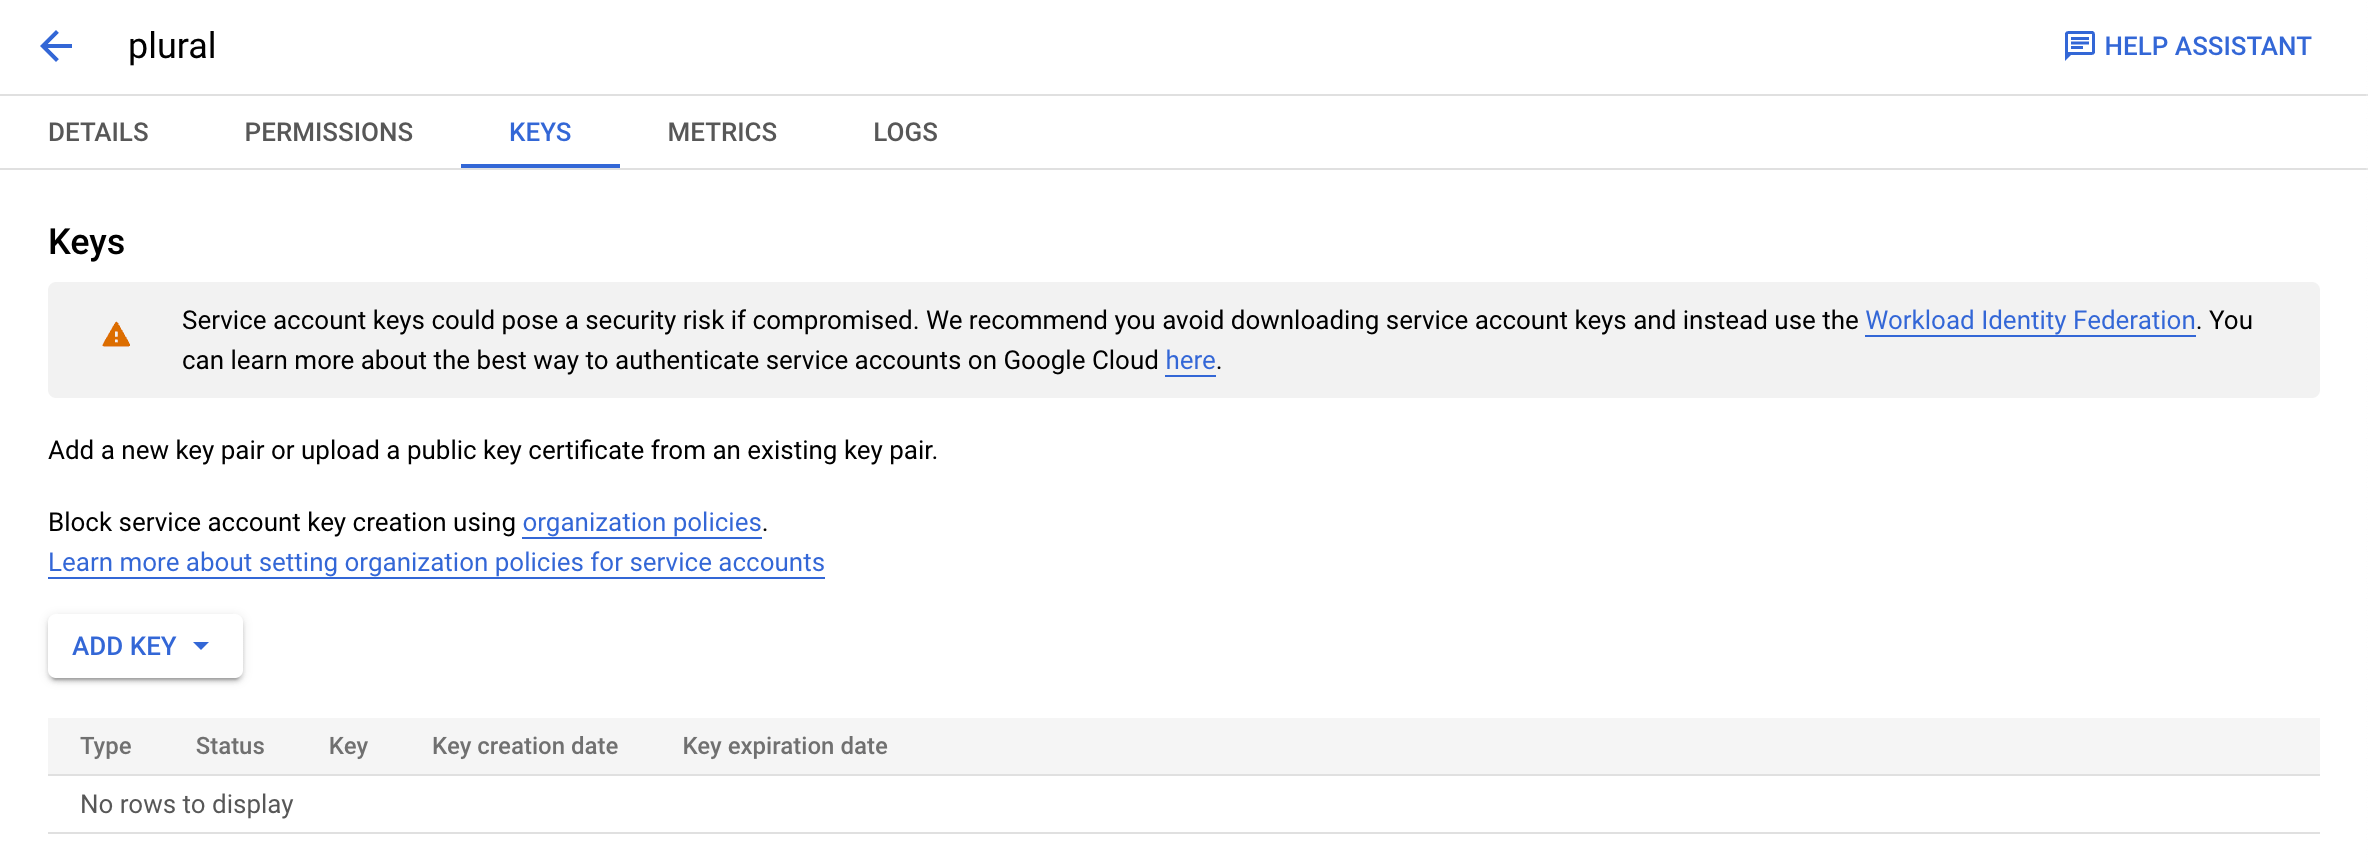 plural
HELP ASSISTANT
DETAILS PERMISSIONS KEYS METRICS LOGS
Keys
Service account keys could pose a security risk if compromised. We recommend you avoid downloading service account keys and instead use the Workload Identity Federation. You
can learn more about the best way to authenticate service accounts on Google Cloud here.
Add a new key pair or upload a public key certificate from an existing key pair.
Block service account key creation using organization policies.
Learn more about setting organization policies for service accounts
ADD KEY
Type Status Key Key creation date Key expiration date
No rows to display